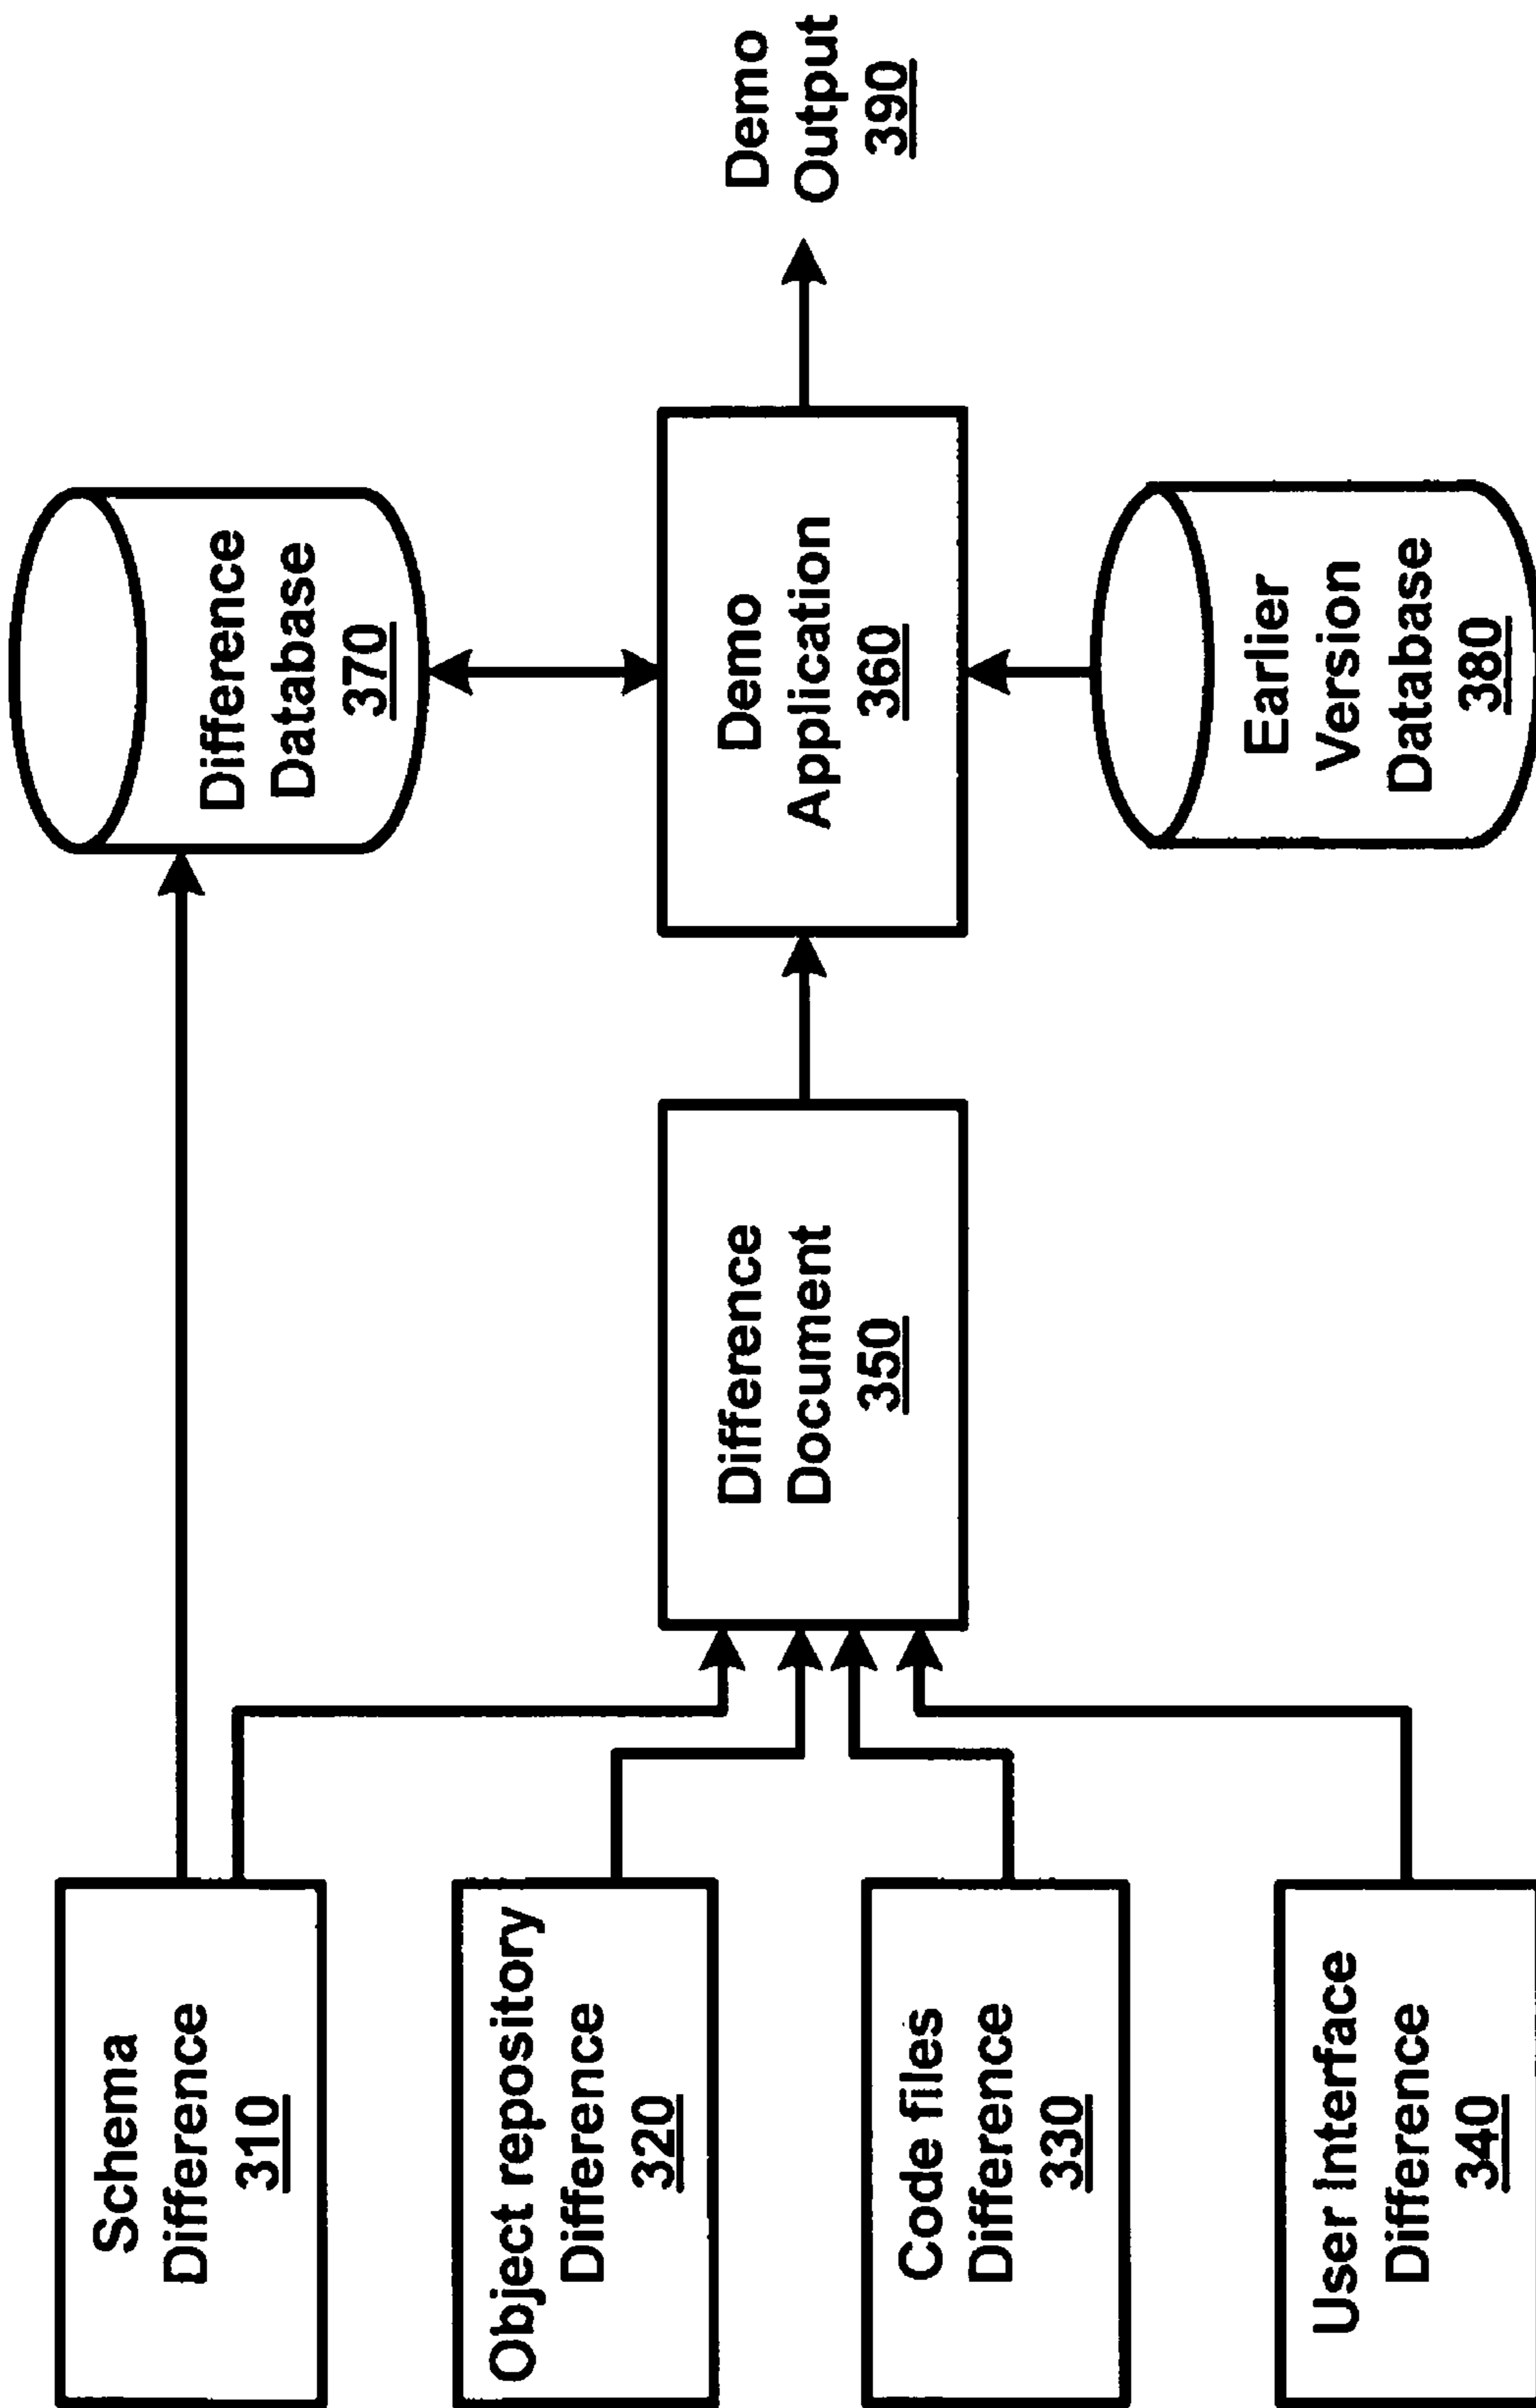 Schema
Difference
310
Object repository
Difference
320
Code files
Difference
330
User Interface
Difference
340
Difference
Document
350
Difference
Database
370
Demo
Application
360
Earlier
Version
Database
380
Demo
Output
390